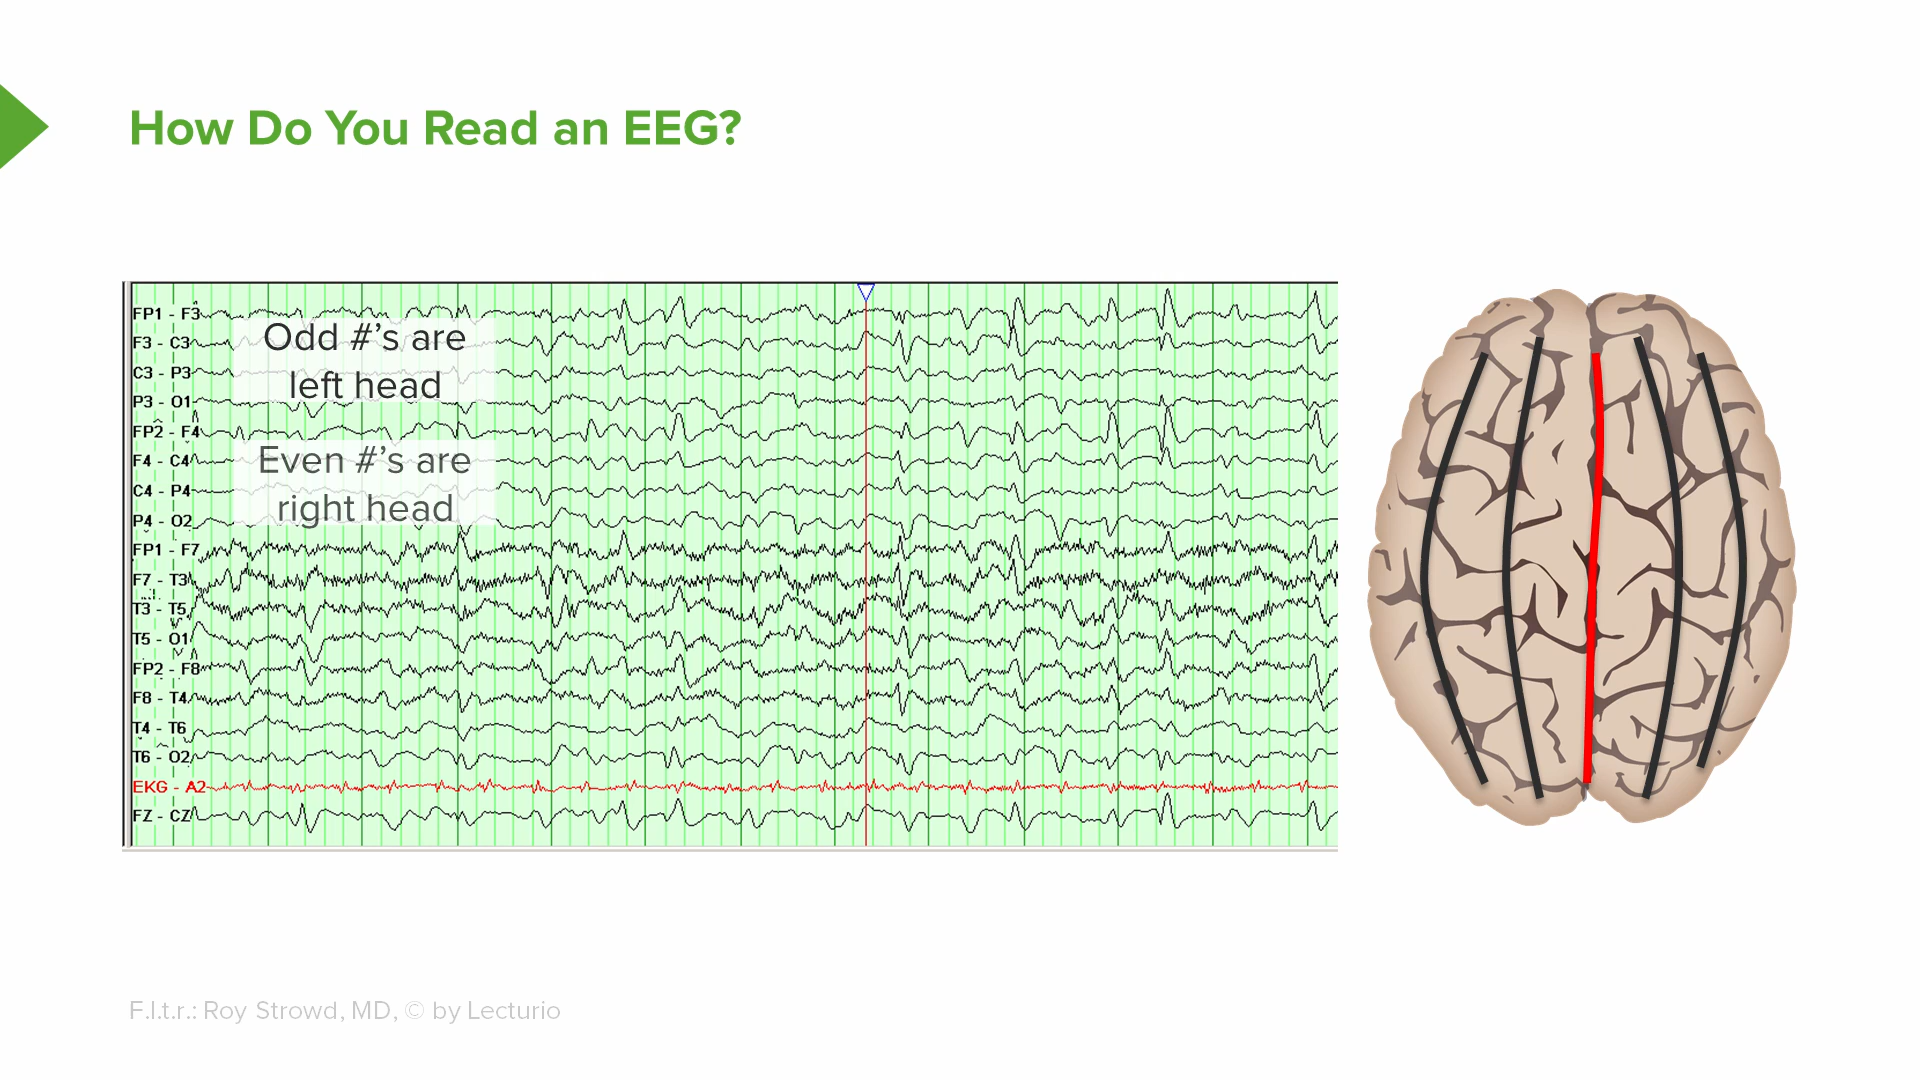 How Do You Read an EEG?
FP1 - F3
Odd #’s are
F3 - C3
C3 - P3
left head
P3 - O1
FP2 - F4
F4 - C4
Even #’s are
C4 - P4
right head
P4 - O2
FP1 - F7
F7 - T3
T3 - T5
T5 - O1
FP2 - F8
F8 - T4
T4 - T6
T6 - O2
EKG - A2
FZ - CZ
F.l.t.r.: Roy Strowd, MD, © by Lecturio